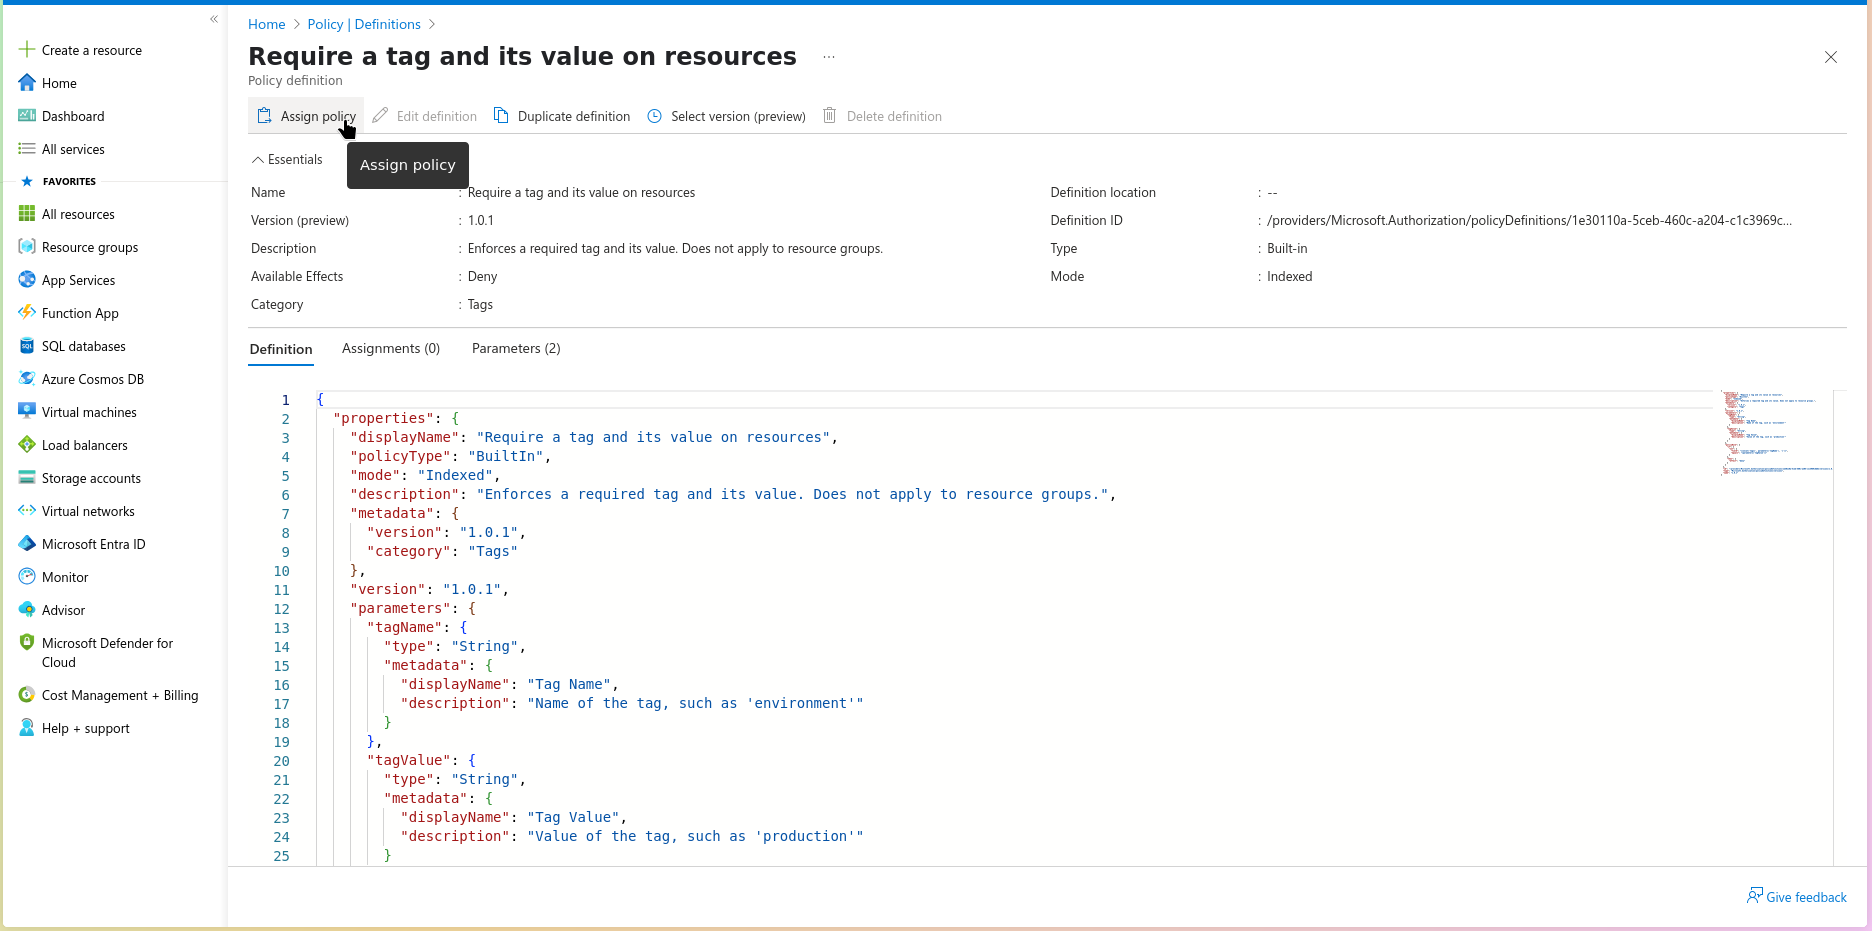 Create a resource
Home
Dashboard
All services
FAVORITES
All resources
Resource groups
App Services
Function App
SQL databases
Azure Cosmos DB
Virtual machines
Load balancers
Storage accounts
Virtual networks
Microsoft Entra ID
Monitor
Advisor
Microsoft Defender for
Cloud
Cost Management + Billing
Help + support
Home > Policy | Definitions >
Require a tag and its value on resources ...
Policy definition
Assign policy Edit definition Duplicate definition Select version (preview) Delete definition
Assign policy
Essentials
Name : Require a tag and its value on resources
Version (preview) : 1.0.1
Description : Enforces a required tag and its value. Does not apply to resource groups.
Available Effects : Deny
Category : Tags
Definition location : --
Definition ID : /providers/Microsoft.Authorization/policyDefinitions/1e30110a-5ceb-460c-a204-c1c3969c...
Type : Built-in
Mode : Indexed
Definition Assignments (0) Parameters (2)
1 {
2 "properties": {
3 "displayName": "Require a tag and its value on resources",
4 "policyType": "BuiltIn",
5 "mode": "Indexed",
6 "description": "Enforces a required tag and its value. Does not apply to resource groups.",
7 "metadata": {
8 "version": "1.0.1",
9 "category": "Tags"
10 },
11 "version": "1.0.1",
12 "parameters": {
13 "tagName": {
14 "type": "String",
15 "metadata": {
16 "displayName": "Tag Name",
17 "description": "Name of the tag, such as 'environment'"
18 }
19 },
20 "tagValue": {
21 "type": "String",
22 "metadata": {
23 "displayName": "Tag Value",
24 "description": "Value of the tag, such as 'production'"
25 }
Give feedback